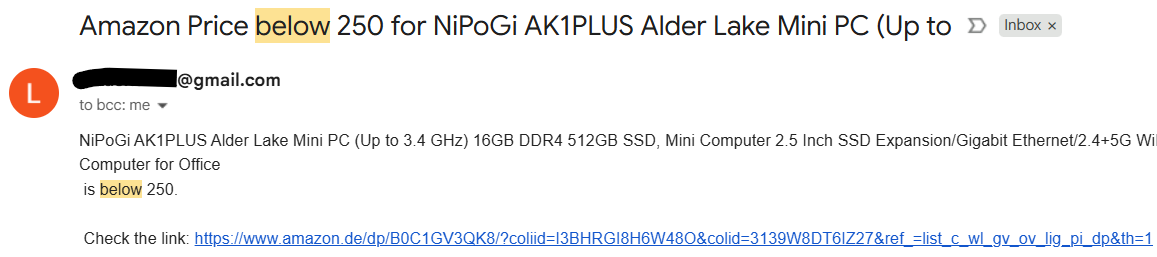 Amazon Price below 250 for NiPoGi AK1PLUS Alder Lake Mini PC (Up to Inbox ×
L
@gmail.com
to bcc: me
NiPoGi AK1PLUS Alder Lake Mini PC (Up to 3.4 GHz) 16GB DDR4 512GB SSD, Mini Computer 2.5 Inch SSD Expansion/Gigabit Ethernet/2.4+5G Wi
Computer for Office
is below 250.
Check the link: https://www.amazon.de/dp/B0C1GV3QK8/?coliid=I3BHRGI8H6W48O&colid=3139W8DT6IZ27&ref_=list_c_wl_gv_ov_lig_pi_dp&th=1